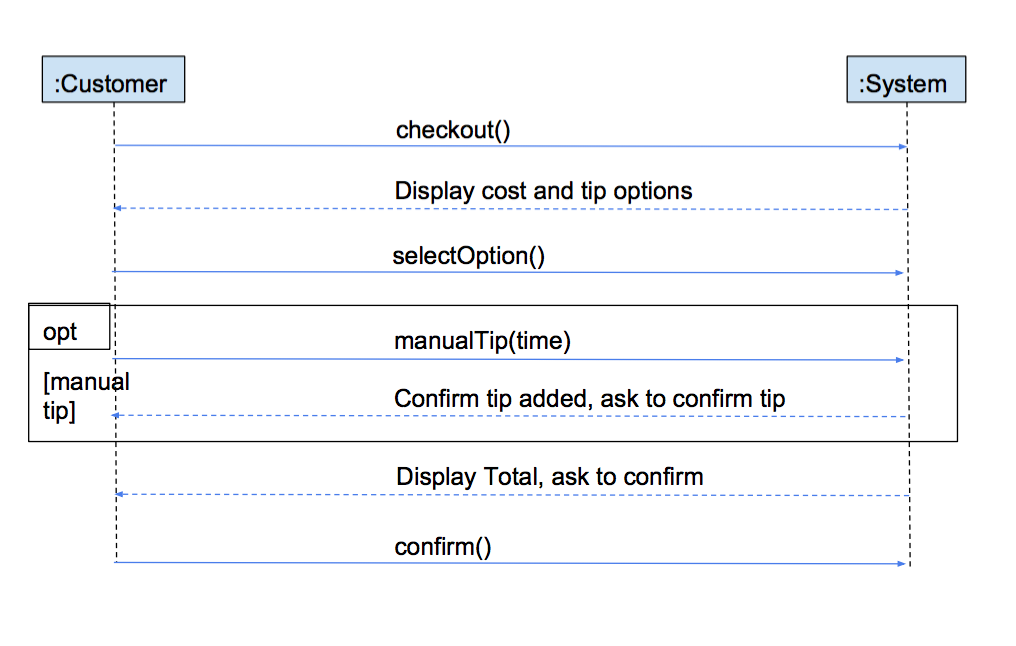 :Customer
:System
checkout()
Display cost and tip options
selectOption()
opt
manualTip(time)
[manual
tip]
Confirm tip added, ask to confirm tip
Display Total, ask to confirm
confirm()